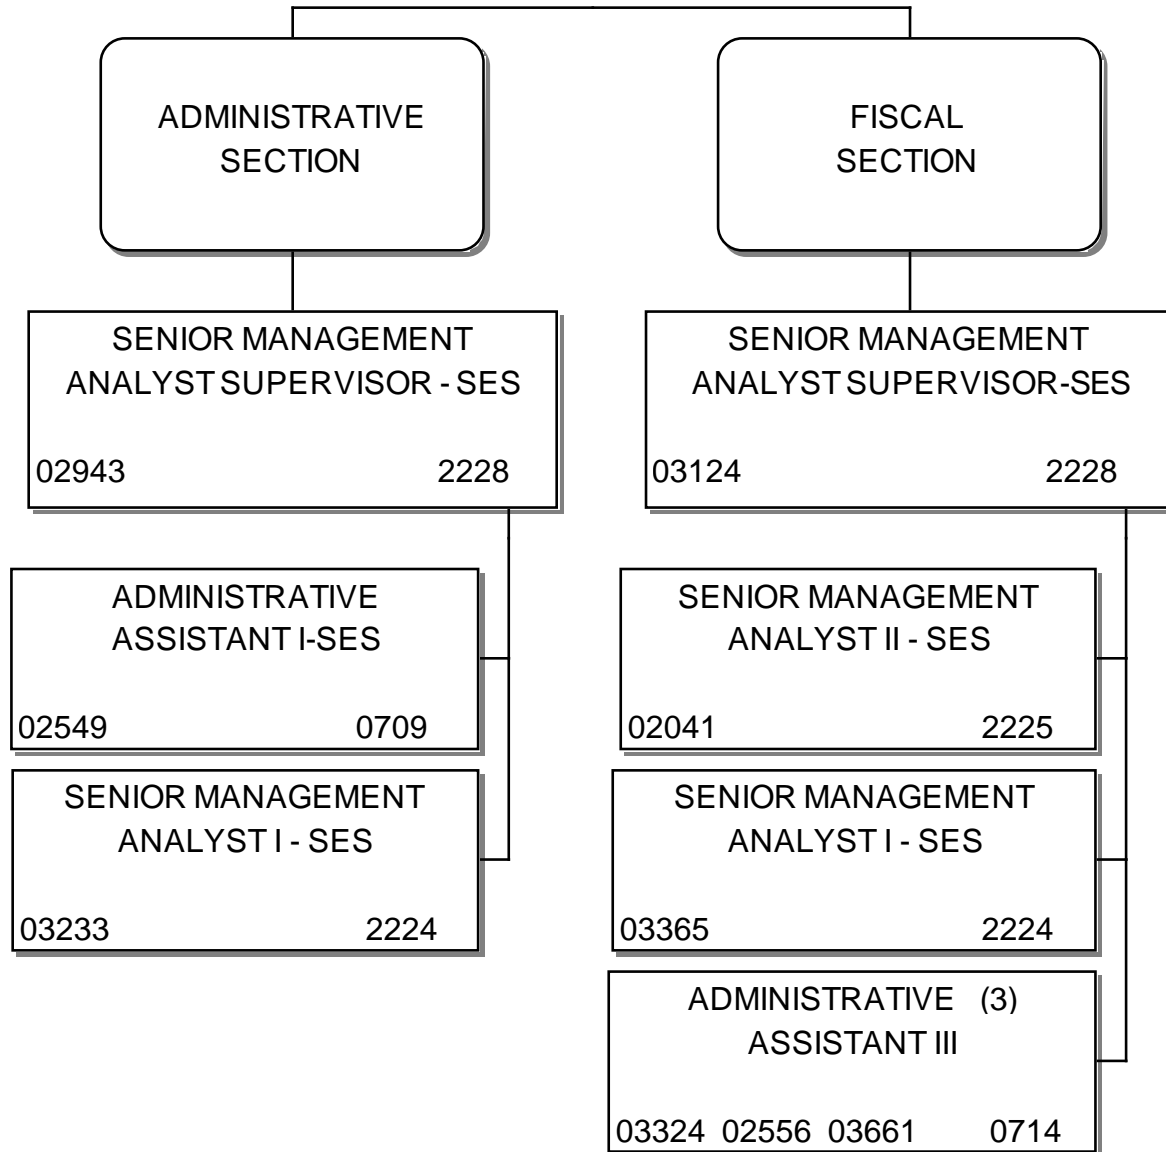 ADMINISTRATIVE
SECTION
FISCAL
SECTION
SENIOR MANAGEMENT
ANALYST SUPERVISOR - SES
02943 2228
SENIOR MANAGEMENT
ANALYST SUPERVISOR-SES
03124 2228
ADMINISTRATIVE
ASSISTANT I-SES
02549 0709
SENIOR MANAGEMENT
ANALYST II - SES
02041 2225
SENIOR MANAGEMENT
ANALYST I - SES
03233 2224
SENIOR MANAGEMENT
ANALYST I - SES
03365 2224
ADMINISTRATIVE (3)
ASSISTANT III
03324 02556 03661 0714